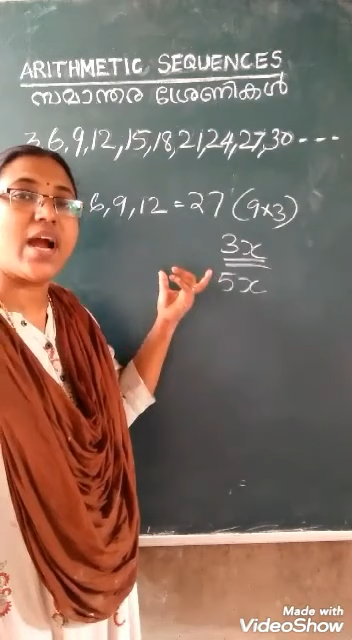 ARITHMETIC SEQUENCES
സമാന്തര ശ്രേണികൾ
3,6,9,12,15,18,21,24,27,30----
6,9,12=27 (9x3)
3x
5x
Made with
VideoShow